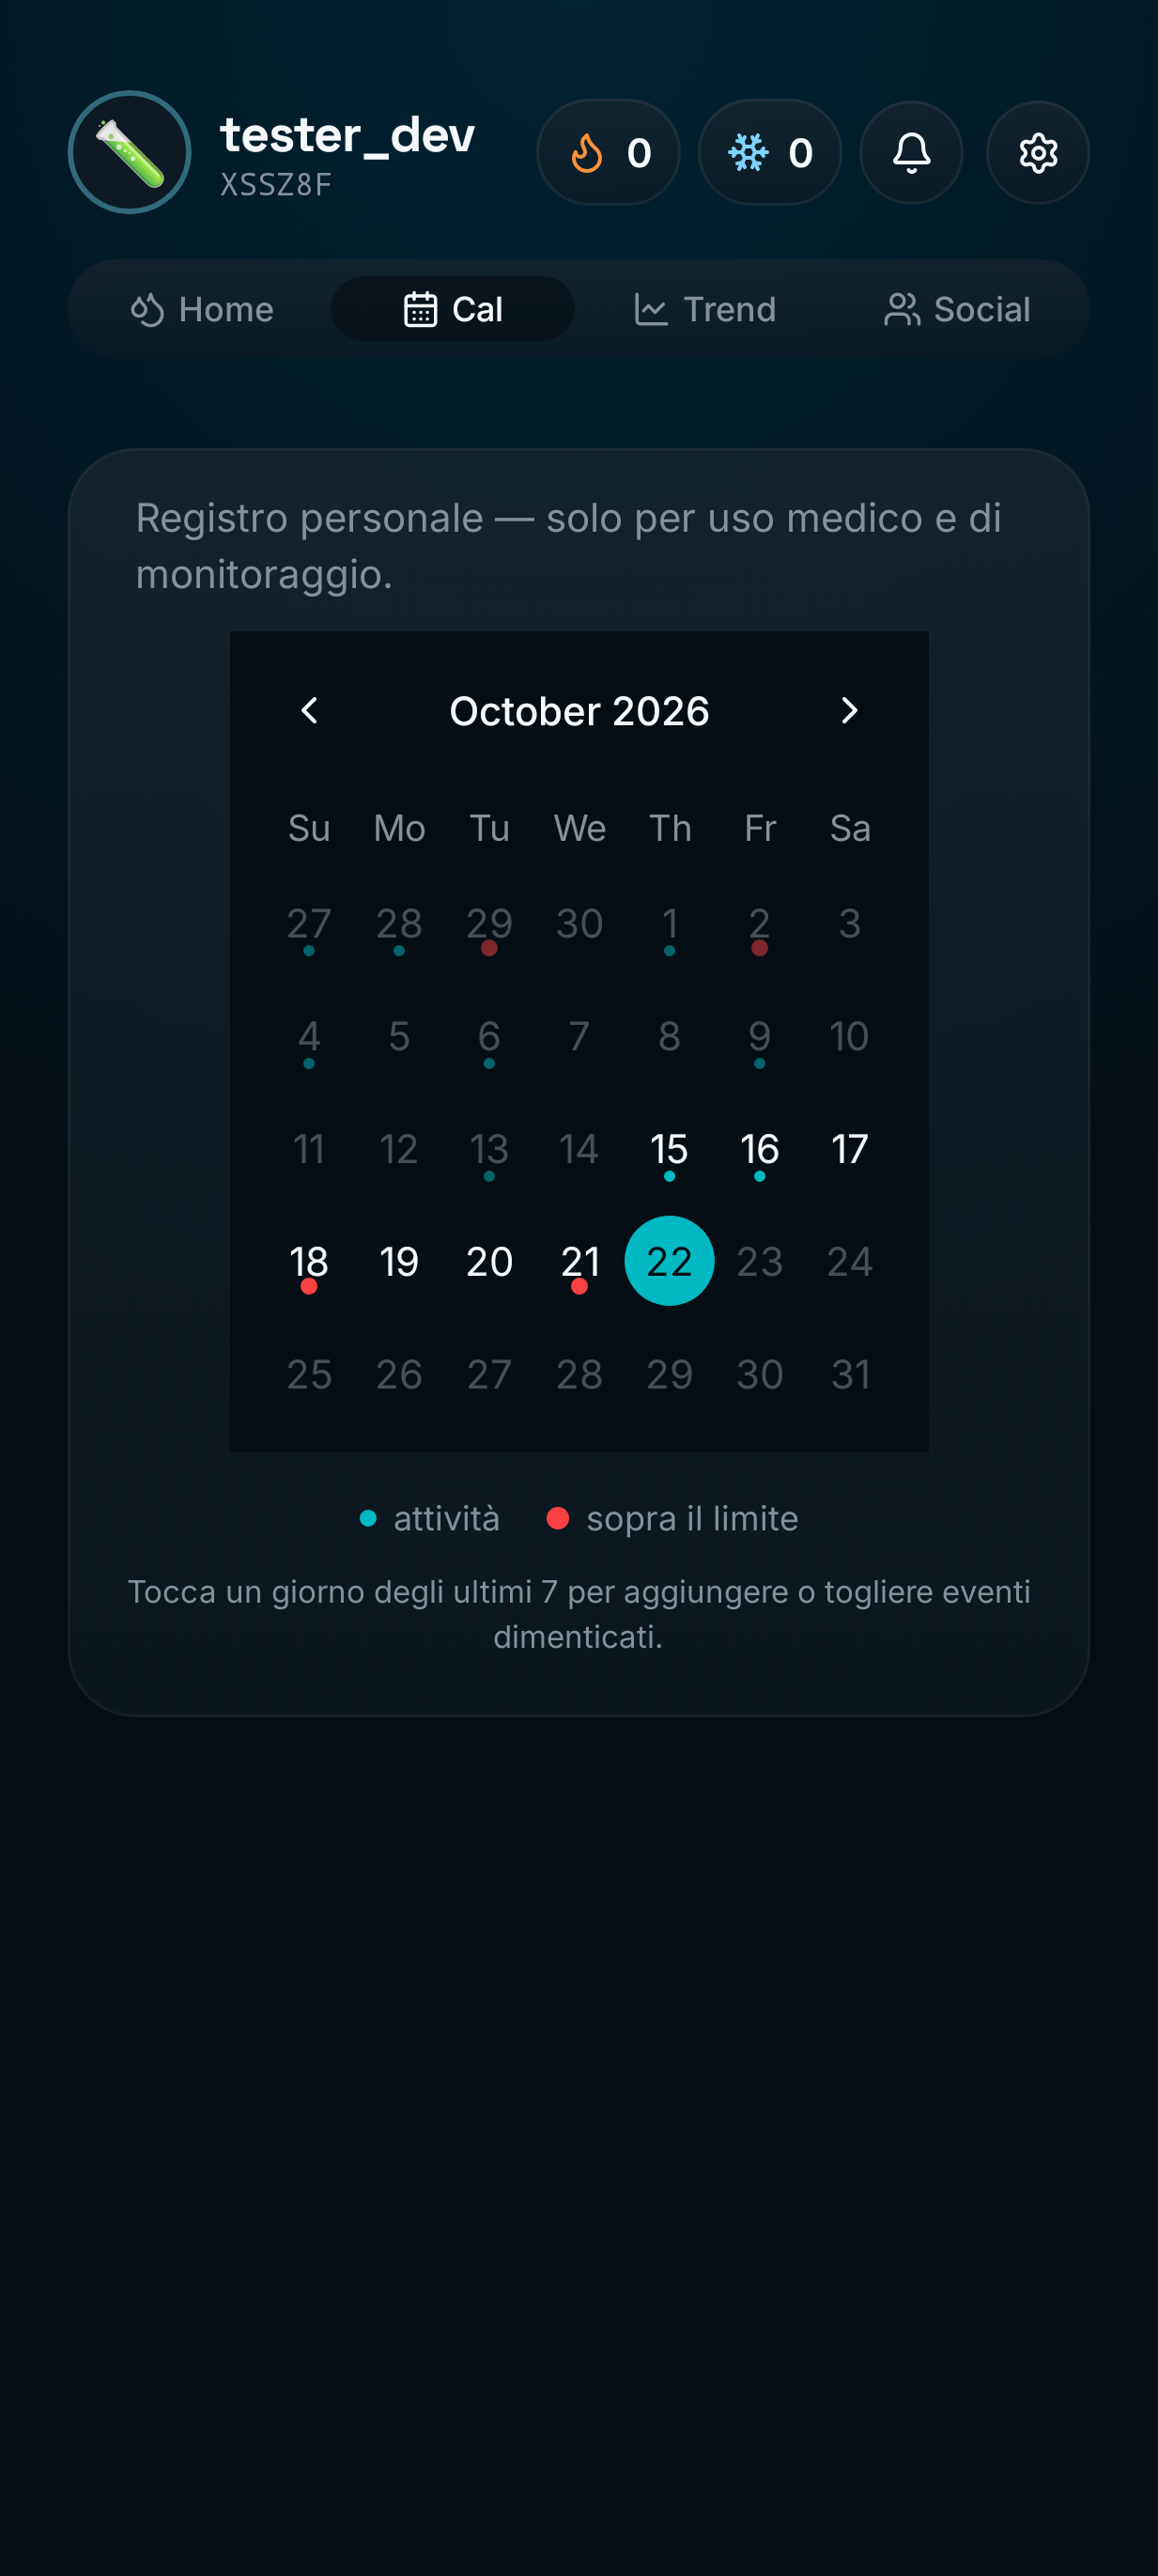 tester_dev
XSSZ8F
0
0
Home
Cal
Trend
Social
Registro personale — solo per uso medico e di
monitoraggio.
October 2026
Su Mo Tu We Th Fr Sa
27 28 29 30 1 2 3
4 5 6 7 8 9 10
11 12 13 14 15 16 17
18 19 20 21 22 23 24
25 26 27 28 29 30 31
attività sopra il limite
Tocca un giorno degli ultimi 7 per aggiungere o togliere eventi
dimenticati.